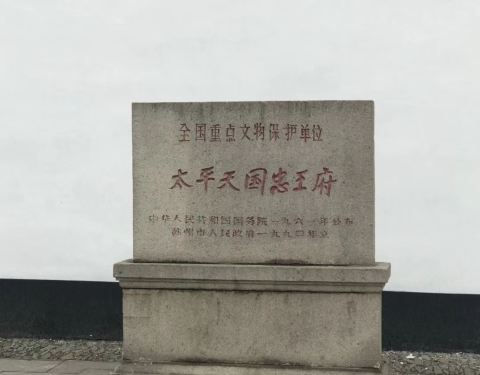 全国重点文物保护单位
太平天国忠王府
中华人民共和国国务院一九六一年公布
苏州市人民政府一九九四年立